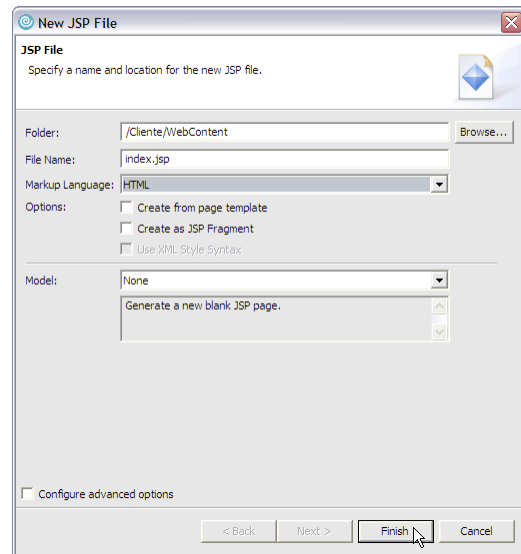 New JSP File
JSP File
Specify a name and location for the new JSP file.
Folder: /Cliente/WebContent Browse...
File Name: index.jsp
Markup Language: HTML
Options: Create from page template
Create as JSP Fragment
Use XML Style Syntax
Model: None
Generate a new blank JSP page.
Configure advanced options
< Back Next > Finish Cancel